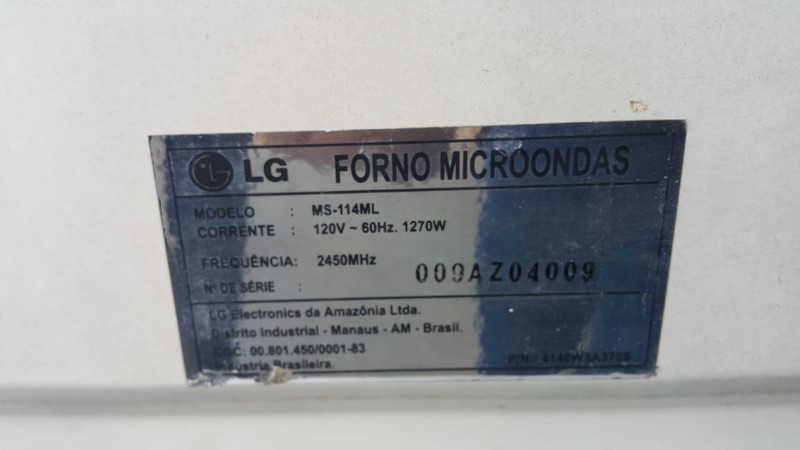 LG FORNO MICROONDAS
MODELO : MS-114ML
CORRENTE : 120V ~ 60Hz. 1270W
FREQUÊNCIA: 2450MHz
Nº DE SÉRIE : 009AZ04009
LG Electronics da Amazônia Ltda.
Distrito Industrial - Manaus - AM - Brasil.
CGC: 00.801.450/0001-83
Indústria Brasileira. P/N.: 4140W3A370S